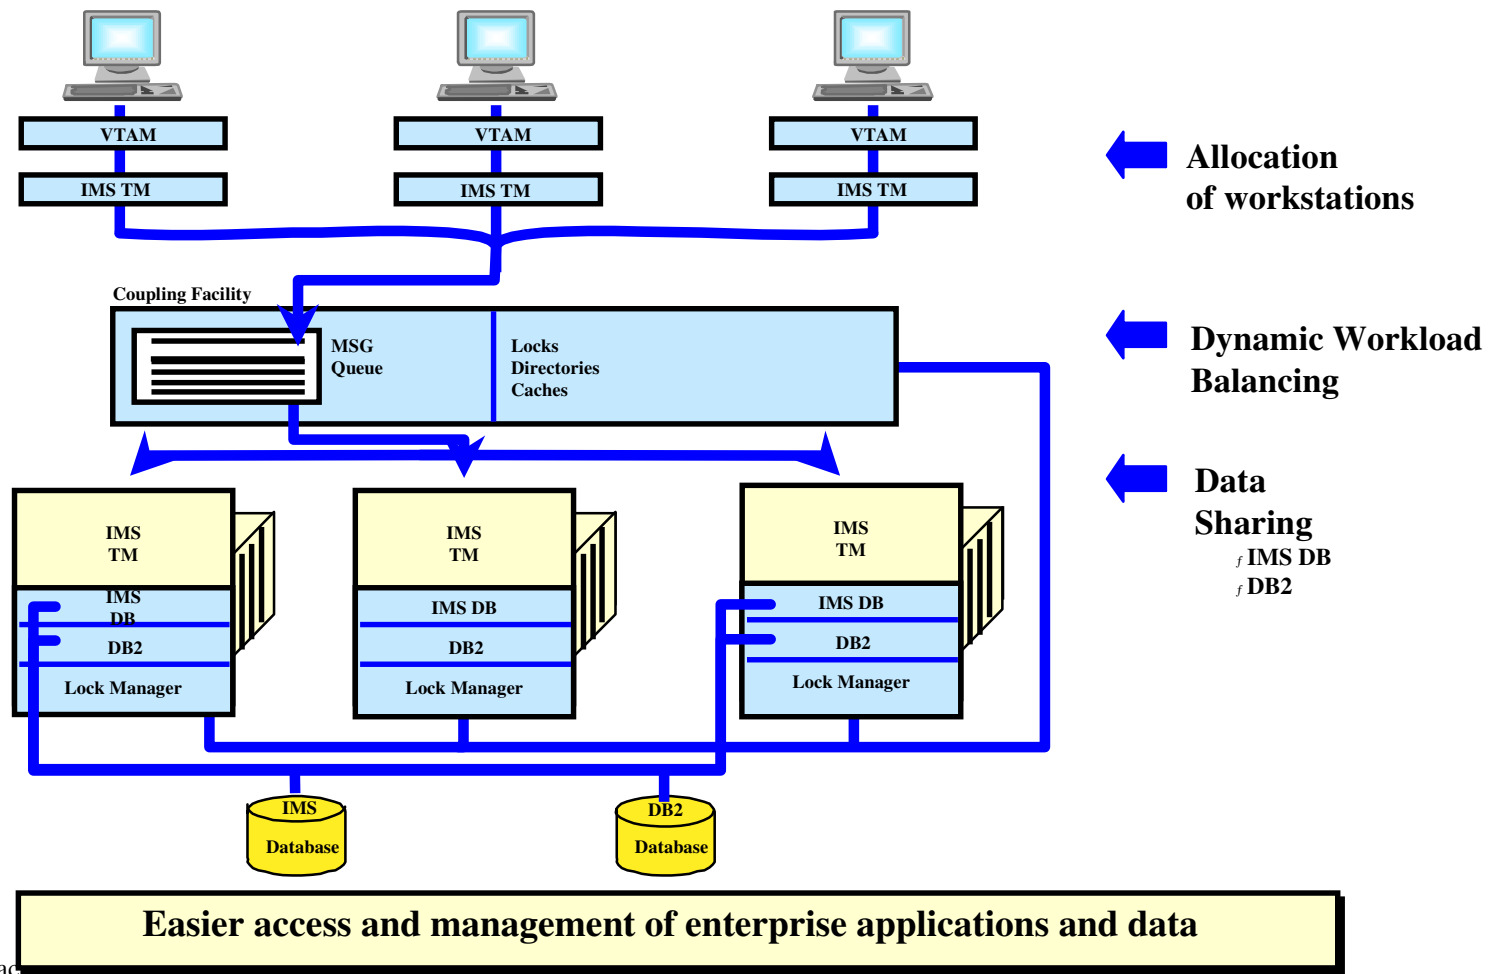 VTAM
VTAM
VTAM
IMS TM
IMS TM
IMS TM
Allocation
of workstations
Coupling Facility
MSG
Queue
Locks
Directories
Caches
Dynamic Workload
Balancing
Data
Sharing
ƒ IMS DB
ƒ DB2
IMS
TM
IMS
DB
DB2
Lock Manager
IMS
TM
IMS DB
DB2
Lock Manager
IMS
TM
IMS DB
DB2
Lock Manager
IMS
Database
DB2
Database
Easier access and management of enterprise applications and data